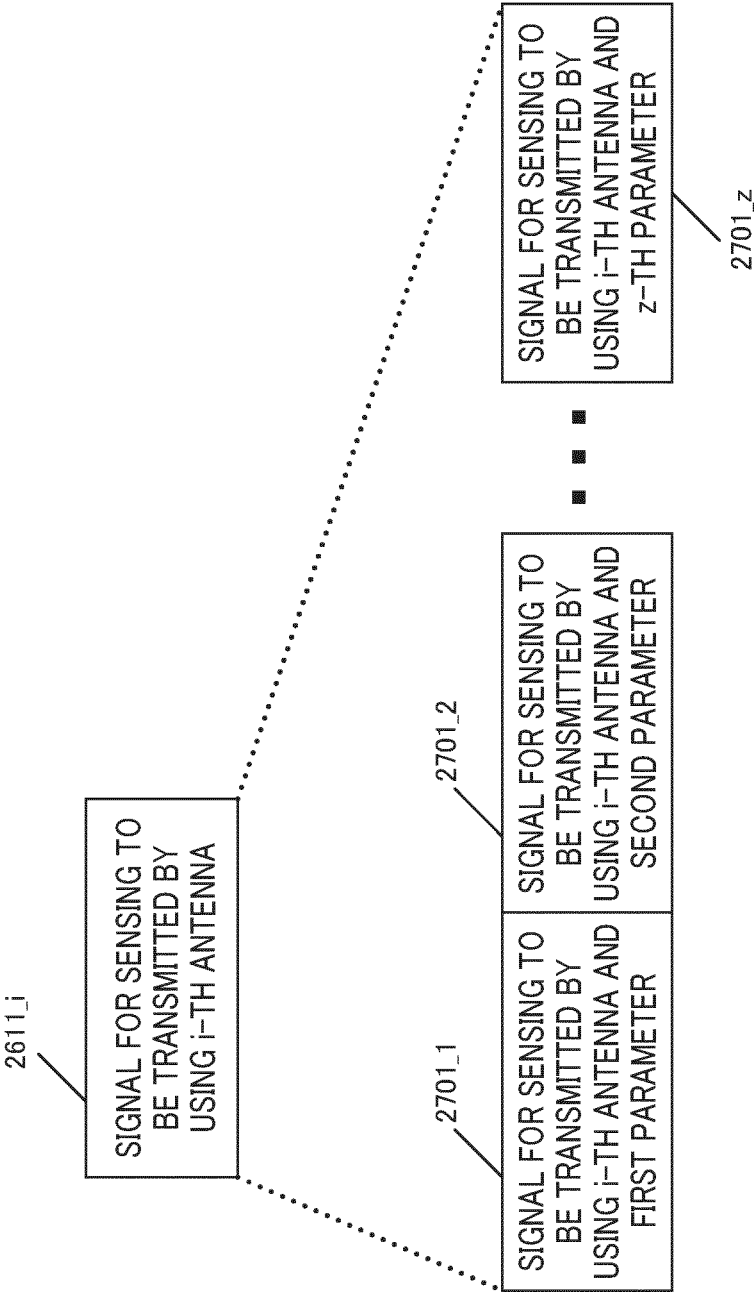 2611_i
SIGNAL FOR SENSING TO
BE TRANSMITTED BY
USING i-TH ANTENNA
2701_1
SIGNAL FOR SENSING TO
BE TRANSMITTED BY
USING i-TH ANTENNA AND
FIRST PARAMETER
2701_2
SIGNAL FOR SENSING TO
BE TRANSMITTED BY
USING i-TH ANTENNA AND
SECOND PARAMETER
SIGNAL FOR SENSING TO
BE TRANSMITTED BY
USING i-TH ANTENNA AND
z-TH PARAMETER
2701_z